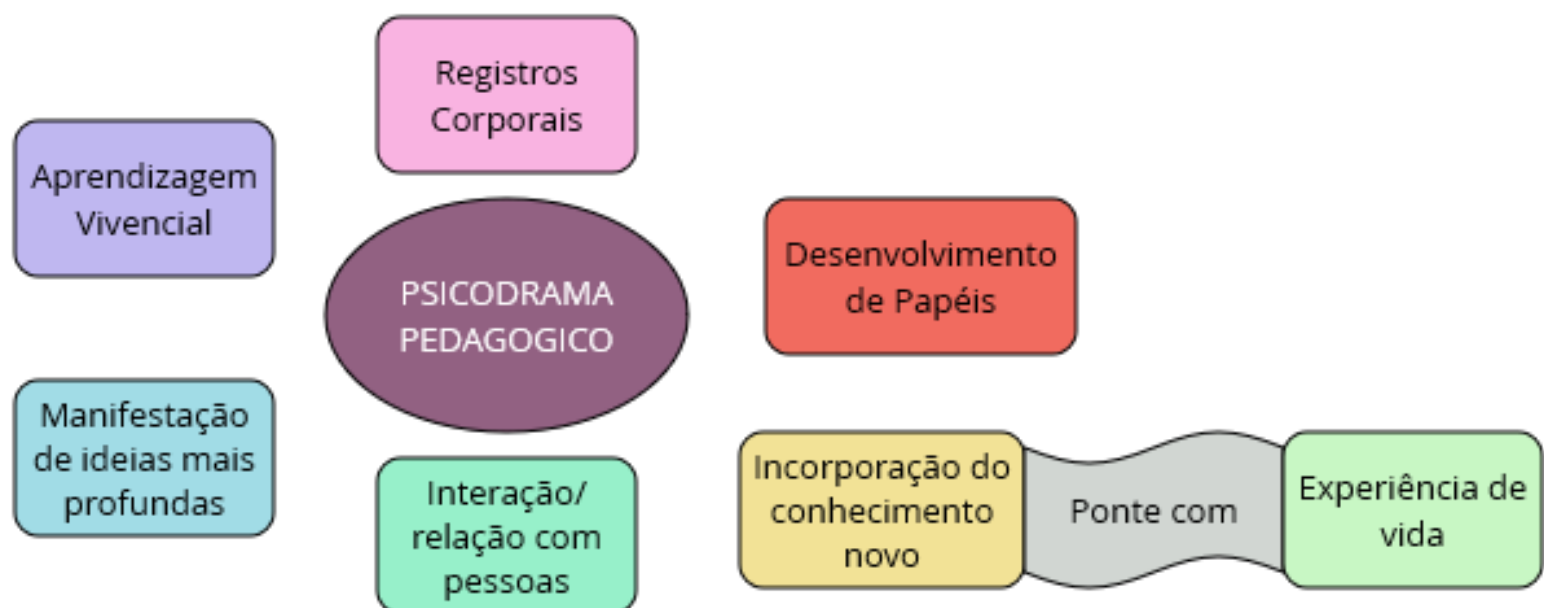 Registros
Corporais
Aprendizagem
Vivencial
PSICODRAMA
PEDAGOGICO
Desenvolvimento
de Papéis
Manifestação
de ideias mais
profundas
Interação/
relação com
pessoas
Incorporação do
conhecimento
novo
Ponte com
Experiência de
vida